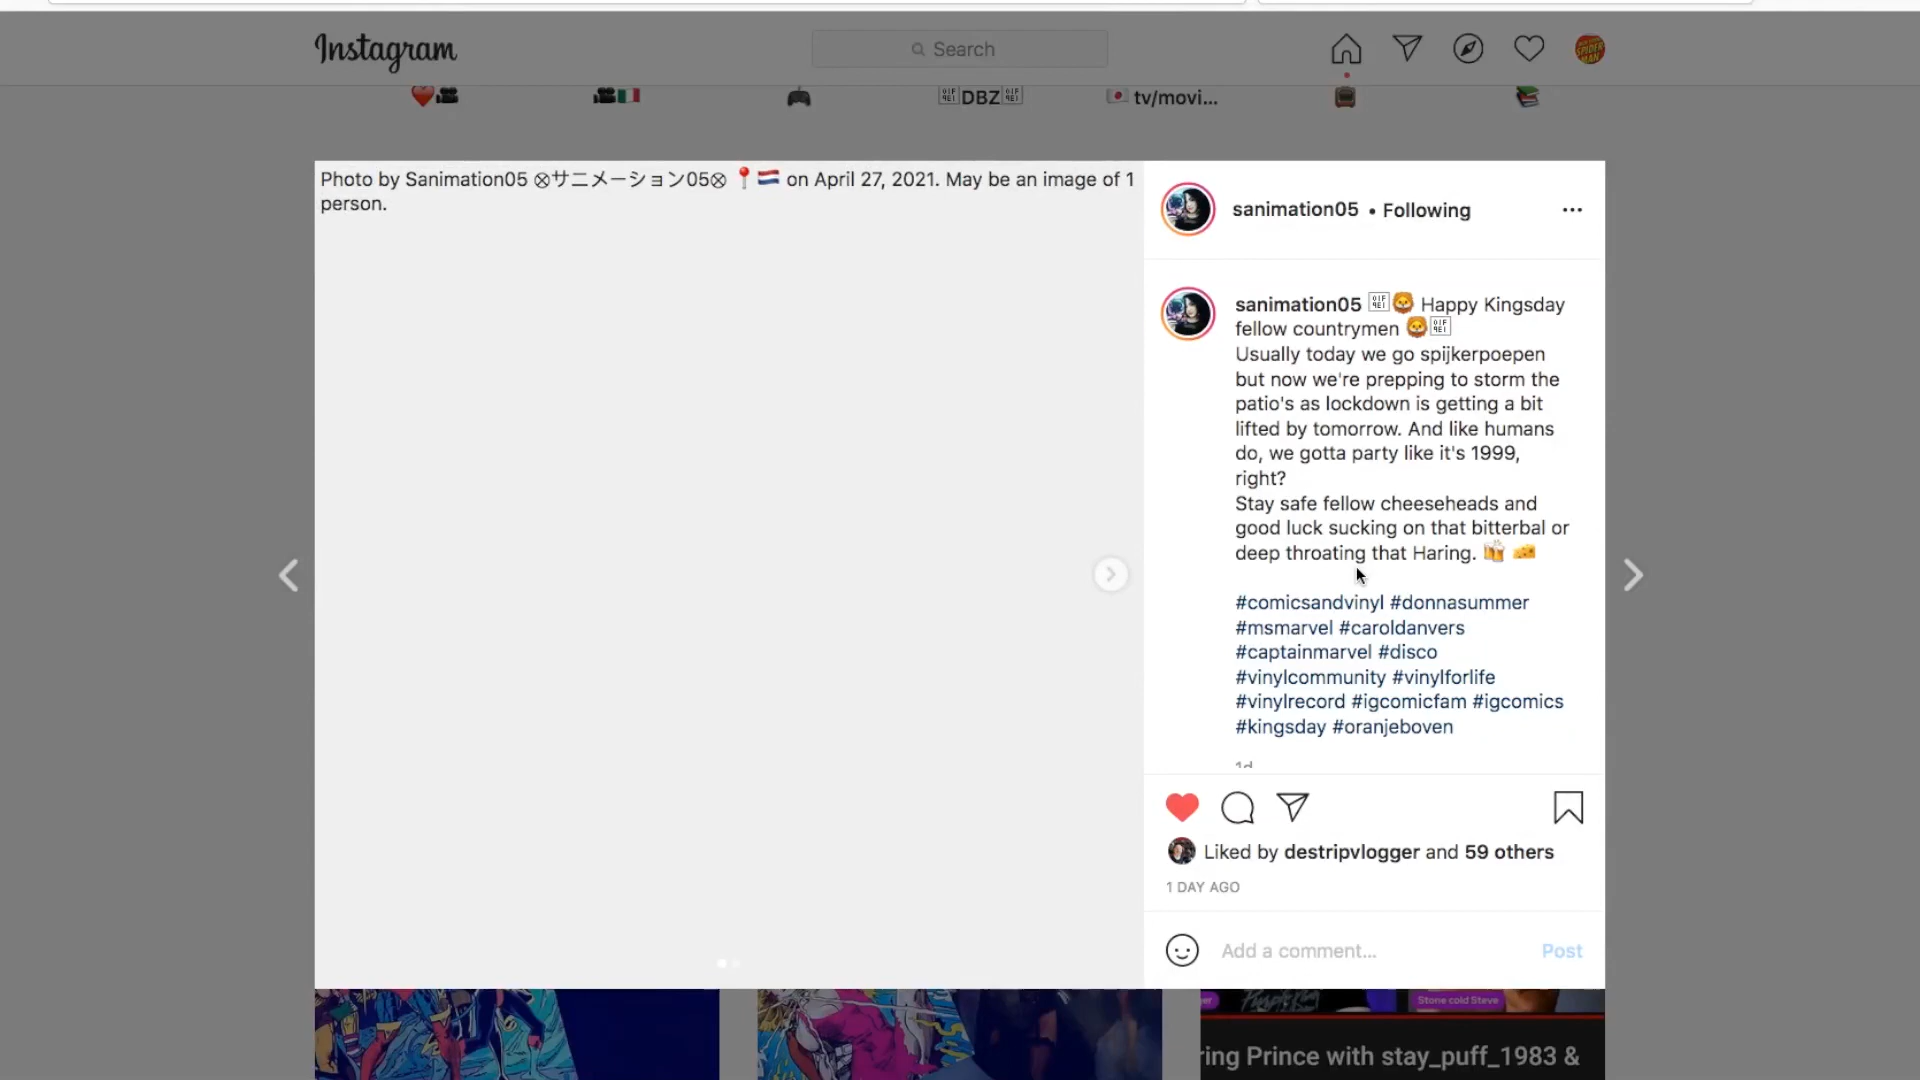 Instagram
Search
DBZ
tv/movi...
Photo by Sanimation05 ⊗サニメーション05⊗ 📍🇳🇱 on April 27, 2021. May be an image of 1
person.
sanimation05 • Following
sanimation05 🦁 Happy Kingsday
fellow countrymen 🦁
Usually today we go spijkerpoepen
but now we're prepping to storm the
patio's as lockdown is getting a bit
lifted by tomorrow. And like humans
do, we gotta party like it's 1999,
right?
Stay safe fellow cheeseheads and
good luck sucking on that bitterbal or
deep throating that Haring. 🍻 🧀
#comicsandvinyl #donnasummer
#msmarvel #caroldanvers
#captainmarvel #disco
#vinylcommunity #vinylforlife
#vinylrecord #igcomicfam #igcomics
#kingsday #oranjeboven
1d
Liked by destripvlogger and 59 others
1 DAY AGO
Add a comment...
Post
Stone cold Steve
ring Prince with stay_puff_1983 &